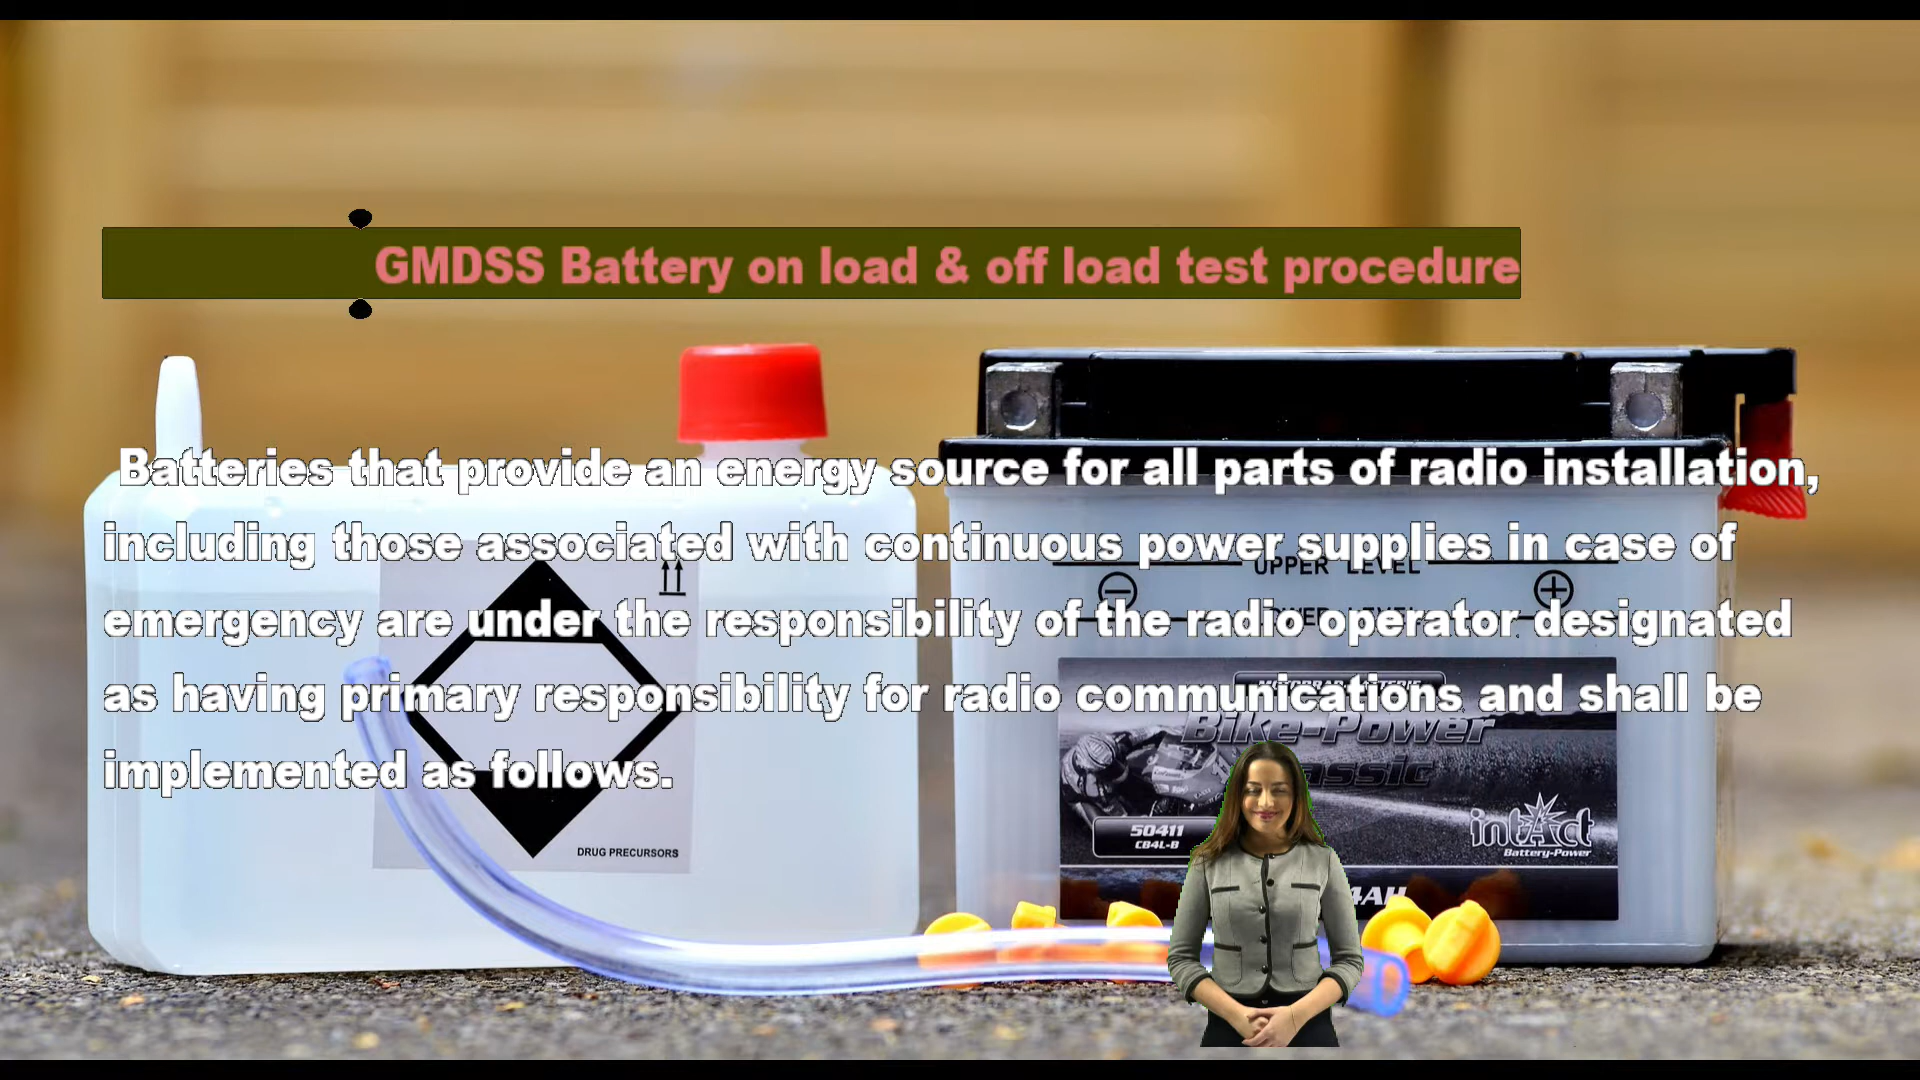 GMDSS Battery on load & off load test procedure
Batteries that provide an energy source for all parts of radio installation,
including those associated with continuous power supplies in case of
UPPER LEVEL
emergency are under the responsibility of the radio operator designated
as having primary responsibility for radio communications and shall be
Bike-Power
implemented as follows.
50411
CB4L-B
intAct
Battery-Power
DRUG PRECURSORS
4AH